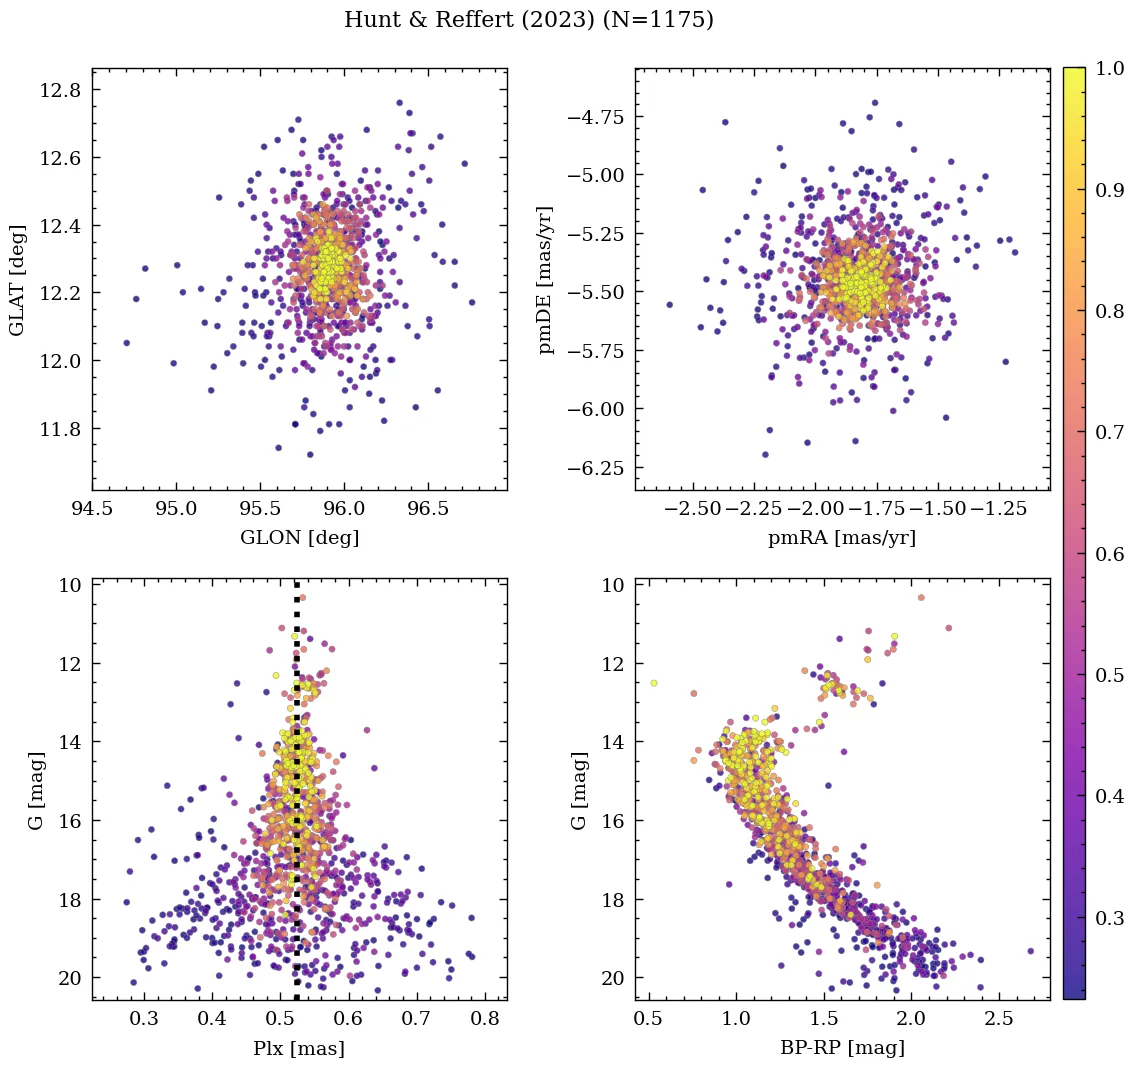 Hunt & Reffert (2023) (N=1175)
12.8
12.6
12.4
12.2
12.0
11.8
GLAT [deg]
94.5 95.0 95.5 96.0 96.5
GLON [deg]
−4.75
−5.00
−5.25
−5.50
−5.75
−6.00
−6.25
pmDE [mas/yr]
−2.50 −2.25 −2.00 −1.75 −1.50 −1.25
pmRA [mas/yr]
10
12
14
16
18
20
G [mag]
0.3 0.4 0.5 0.6 0.7 0.8
Plx [mas]
10
12
14
16
18
20
G [mag]
0.5 1.0 1.5 2.0 2.5
BP-RP [mag]
1.0
0.9
0.8
0.7
0.6
0.5
0.4
0.3